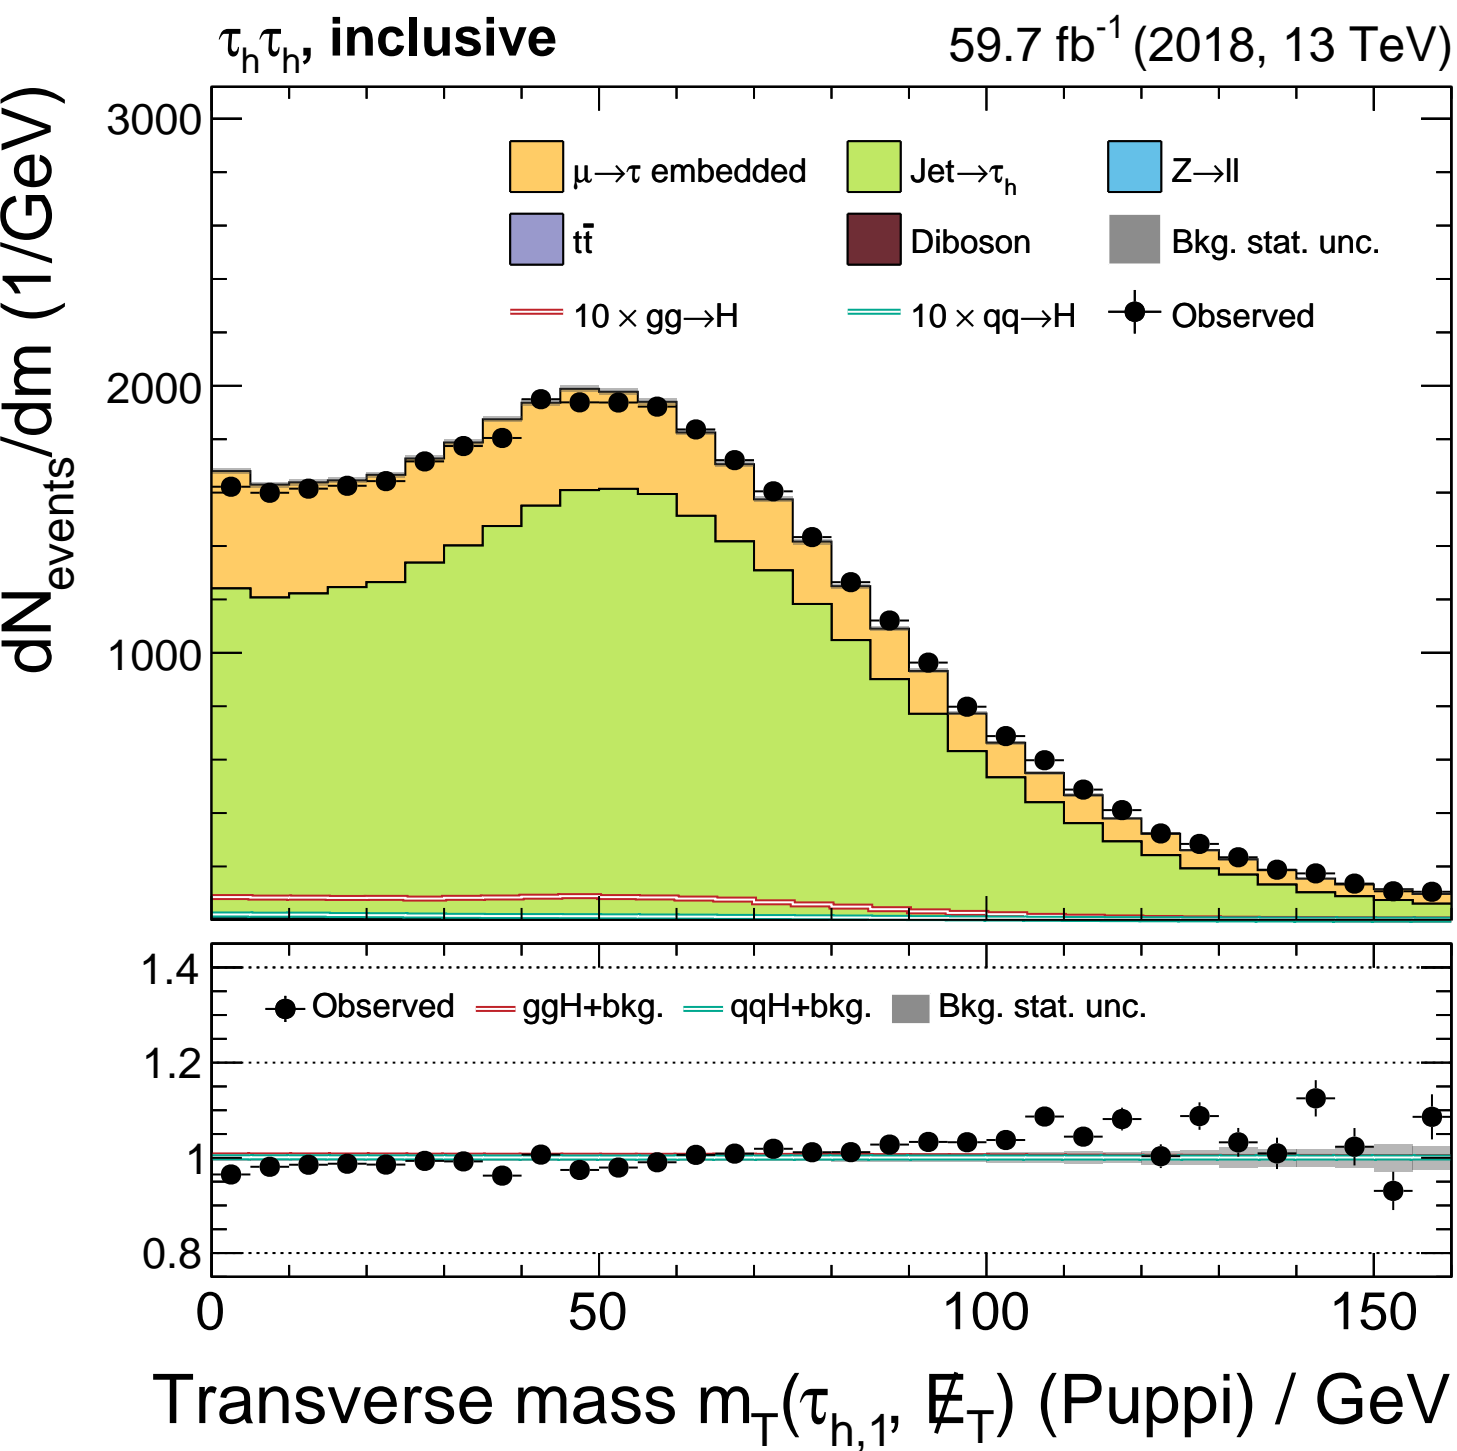 τhτh, inclusive
59.7 fb-1 (2018, 13 TeV)
dNevents/dm (1/GeV)
3000
2000
1000
μ→τ embedded
Jet→τh
Z→ll
tt̄
Diboson
Bkg. stat. unc.
10 × gg→H
10 × qq→H
Observed
1.4
1.2
1
0.8
Observed
ggH+bkg.
qqH+bkg.
Bkg. stat. unc.
0
50
100
150
Transverse mass mT(τh,1, E̸T) (Puppi) / GeV